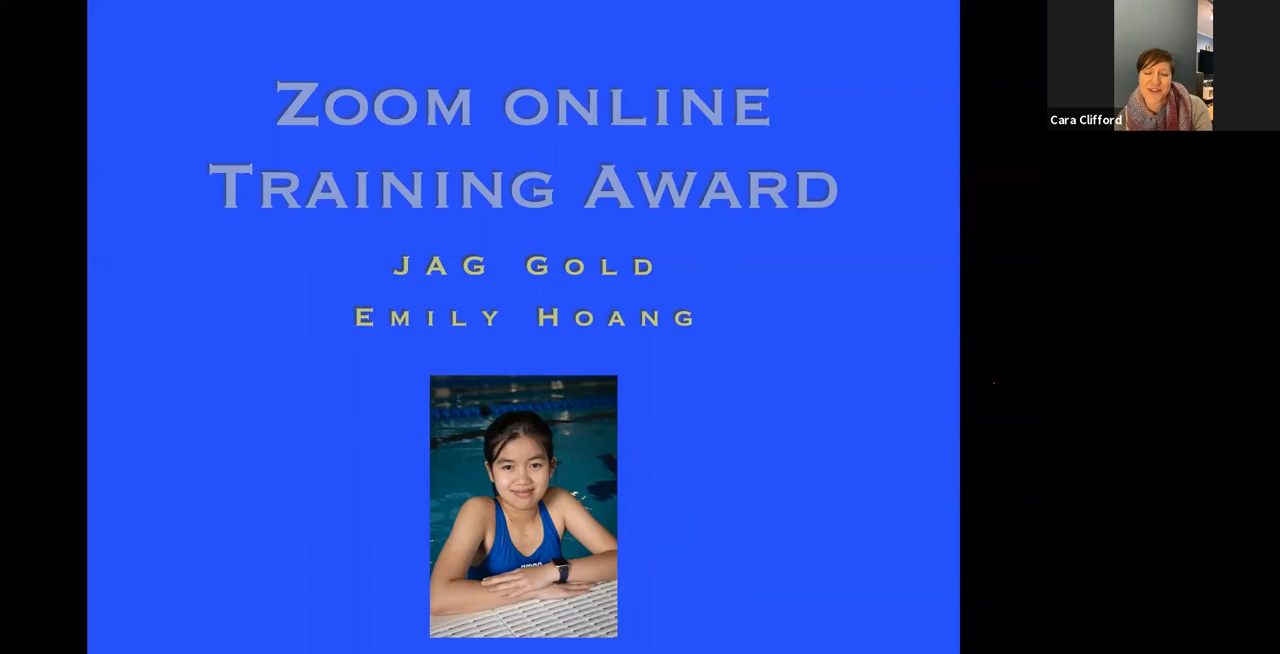 Zoom online
Training Award
JAG Gold
Emily Hoang
Cara Clifford